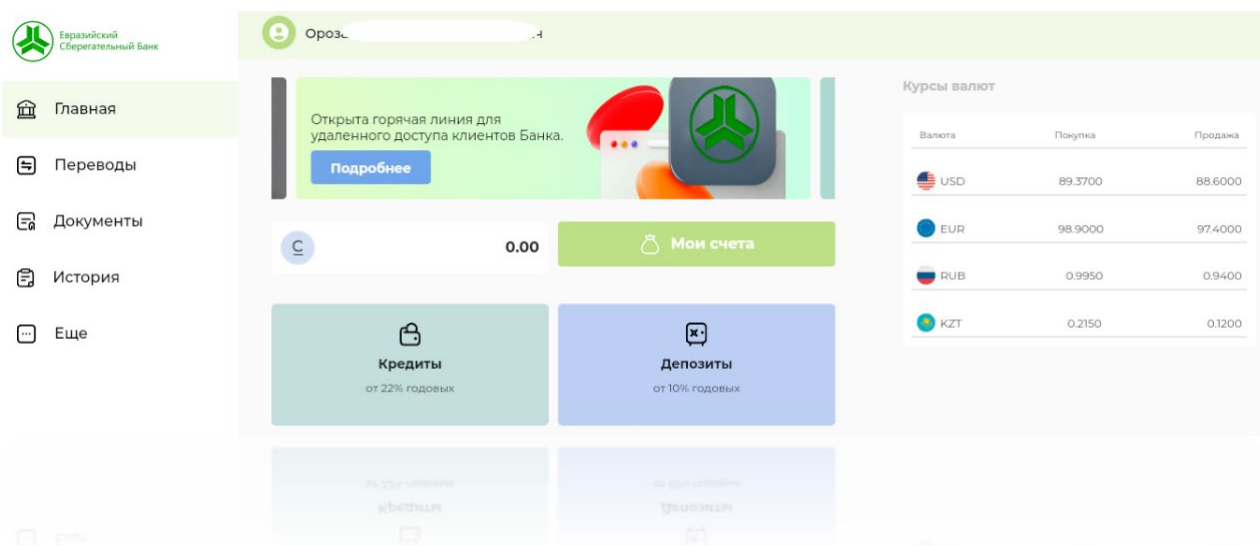 Евразийский
Сберегательный Банк
Главная
Переводы
Документы
История
Еще
Открыта горячая линия для
удаленного доступа клиентов Банка.
Подробнее
С 0.00
Мои счета
Кредиты
от 22% годовых
Депозиты
от 10% годовых
Курсы валют
Валюта Покупка Продажа
USD 89.3700 88.6000
EUR 98.9000 97.4000
RUB 0.9950 0.9400
KZT 0.2150 0.1200